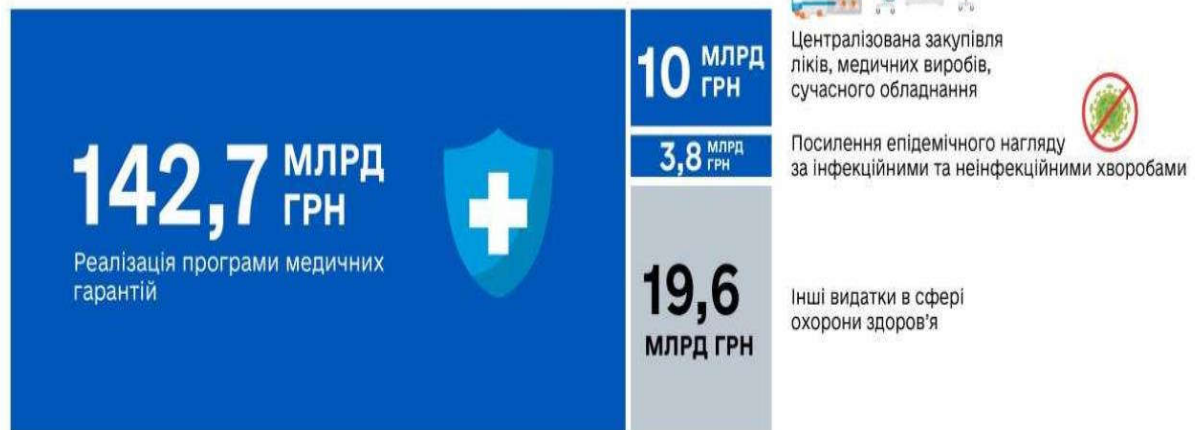 142,7 МЛРД
ГРН
Реалізація програми медичних
гарантій
10 МЛРД
ГРН
Централізована закупівля
ліків, медичних виробів,
сучасного обладнання
3,8 МЛРД
ГРН
Посилення епідемічного нагляду
за інфекційними та неінфекційними хворобами
19,6
МЛРД ГРН
Інші видатки в сфері
охорони здоров'я